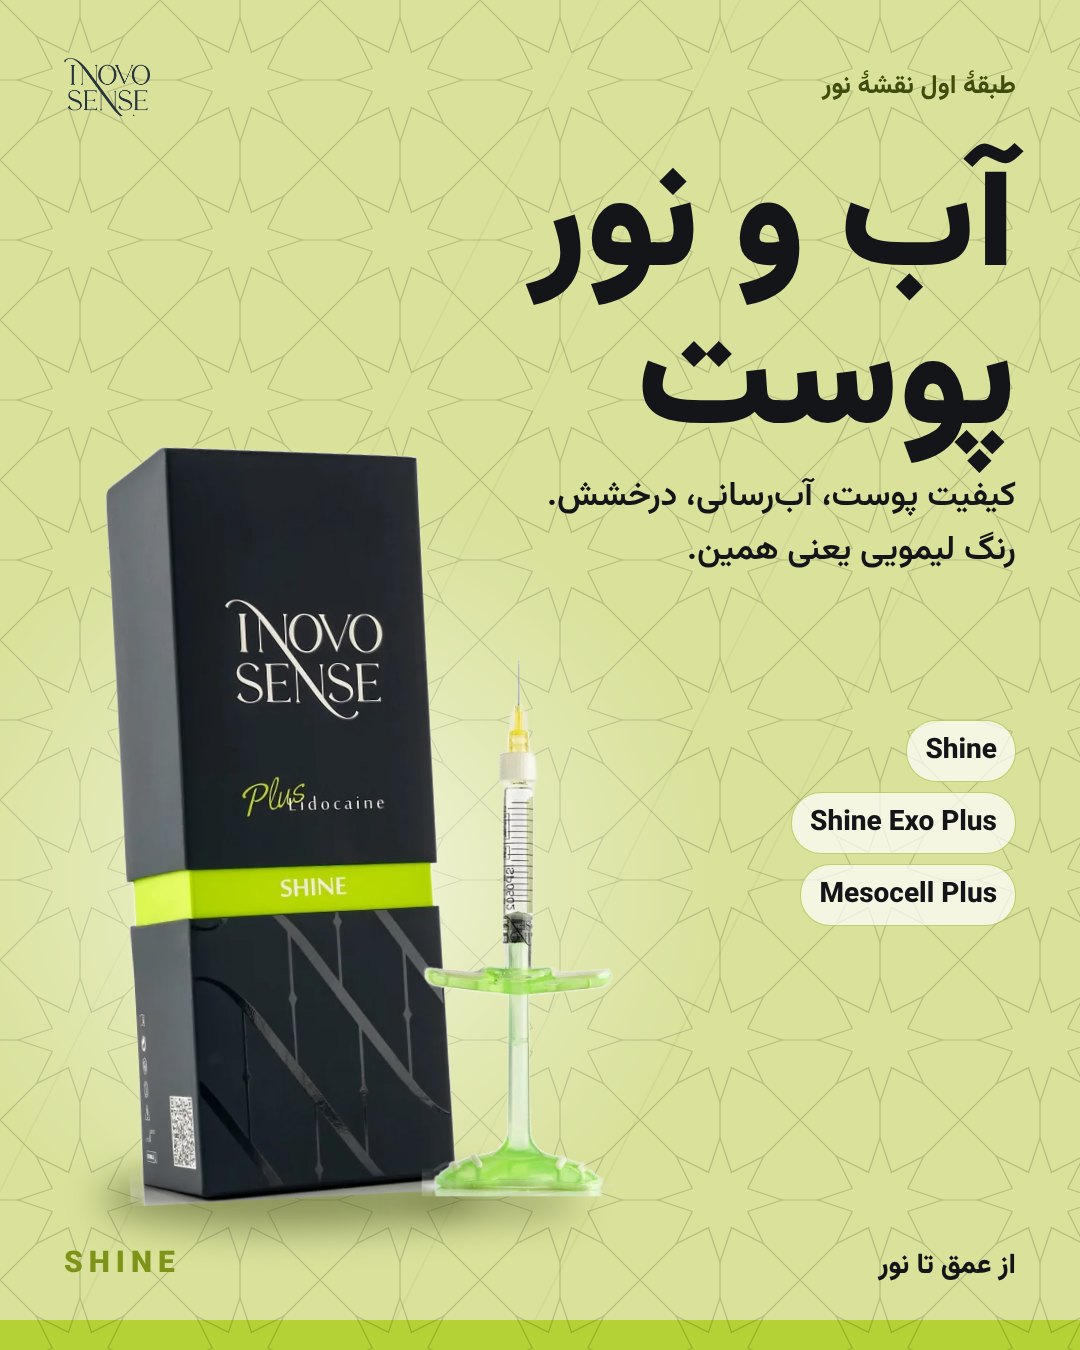 INOVO
SENSE
طبقهٔ اول نقشهٔ نور
آب و نور
پوست
کیفیت پوست، آب‌رسانی، درخشش.
رنگ لیمویی یعنی همین.
INOVO
SENSE
Plus Lidocaine
SHINE
Shine
Shine Exo Plus
Mesocell Plus
SHINE
از عمق تا نور